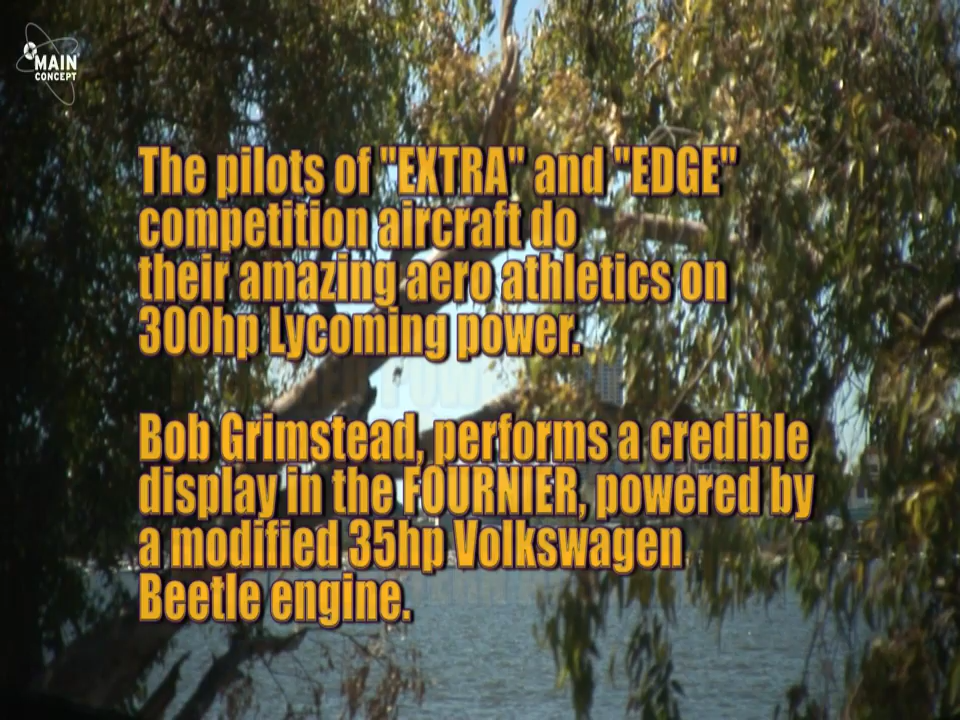 MAIN
CONCEPT
The pilots of "EXTRA" and "EDGE"
competition aircraft do
their amazing aero athletics on
300hp Lycoming power.
Bob Grimstead, performs a credible
display in the FOURNIER, powered by
a modified 35hp Volkswagen
Beetle engine.